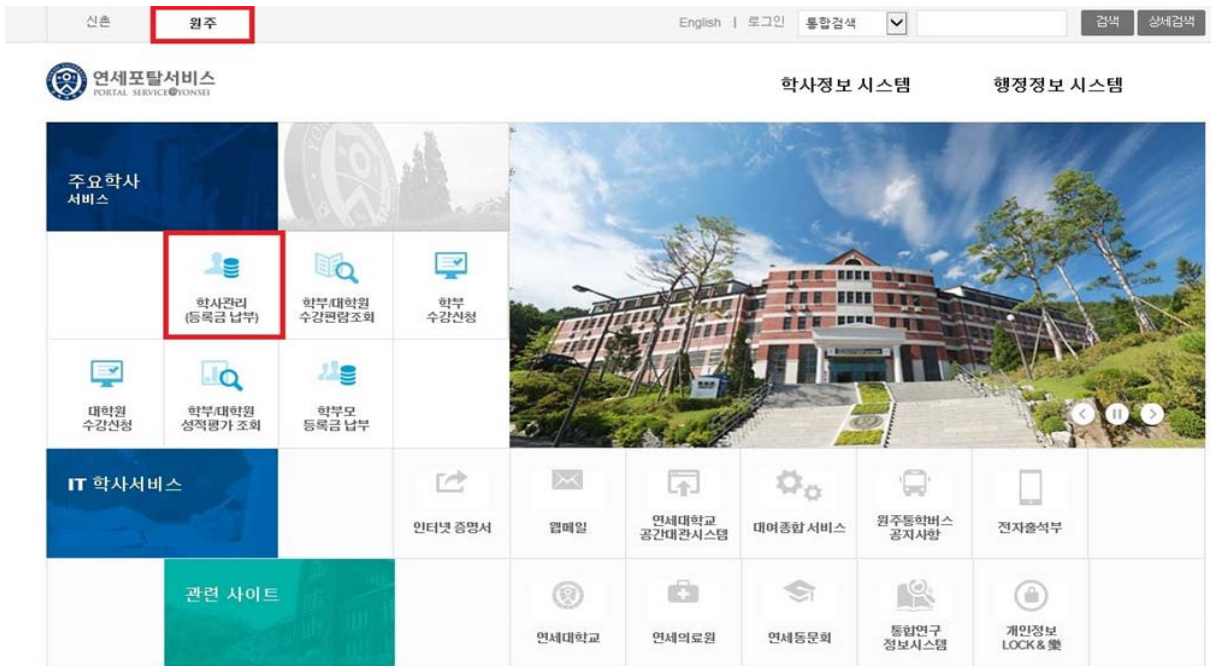 신촌 원주 English | 로그인 통합검색 검색 상세검색
연세포탈서비스 학사정보 시스템 행정정보 시스템
PORTAL SERVICE@YONSEI
주요학사
서비스
학사관리 학부/대학원 학부
(등록금 납부) 수강편람조회 수강신청
대학원 학부/대학원 학부모
수강신청 성적평가 조회 등록금 납부
IT 학사서비스
인터넷 증명서 웹메일 연세대학교 대여종합 서비스 원주통학버스 전자출석부
공간대관시스템 공지사항
관련 사이트
연세대학교 연세의료원 연세동문회 통합연구 개인정보
정보시스템 LOCK & 樂